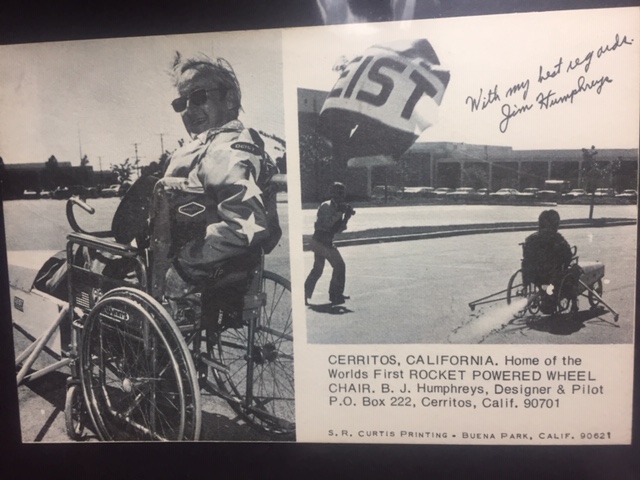 EIST
With my best regards.
Jim Humphreys
CERRITOS, CALIFORNIA. Home of the
Worlds First ROCKET POWERED WHEEL
CHAIR. B. J. Humphreys, Designer & Pilot
P.O. Box 222, Cerritos, Calif. 90701
S. R. CURTIS PRINTING - BUENA PARK, CALIF. 90621